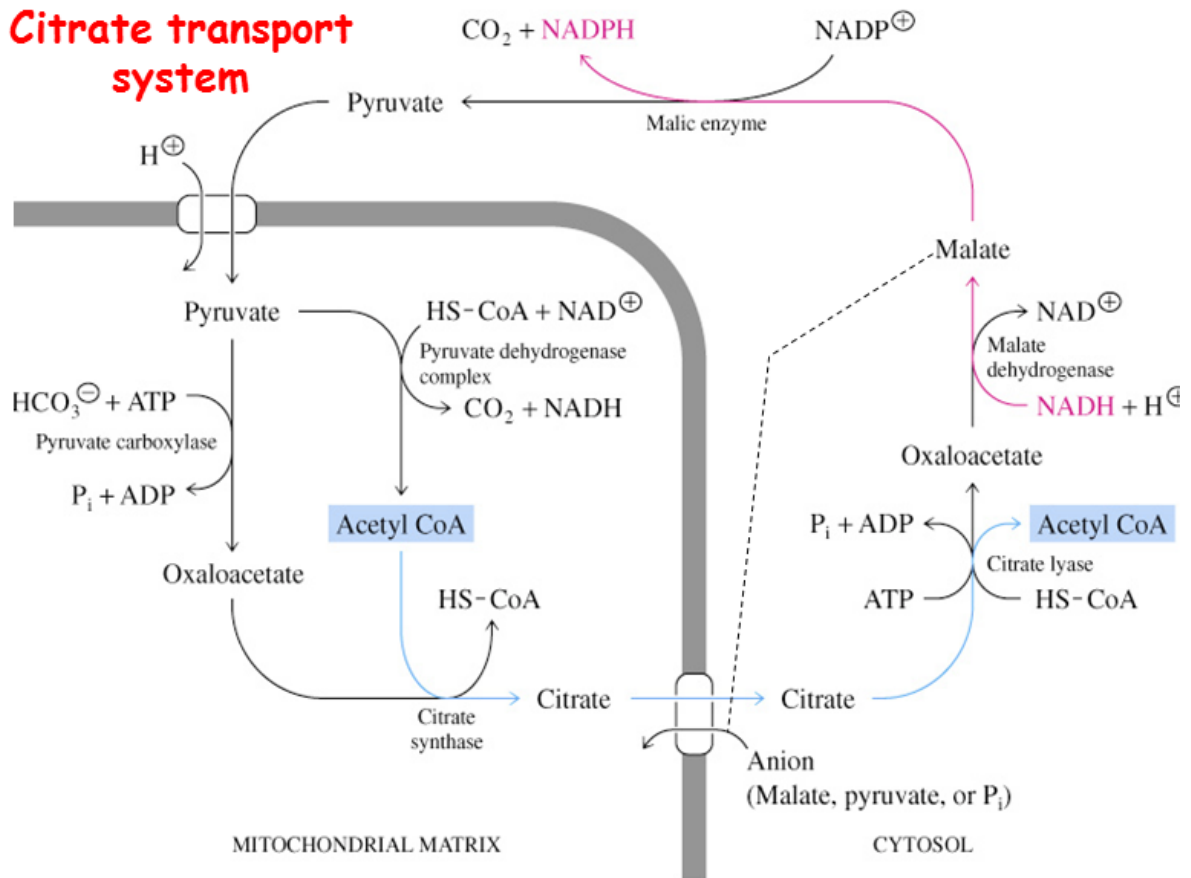 Citrate transport
system
CO₂ + NADPH
NADP⊕
Pyruvate
Malic enzyme
H⊕
Malate
Pyruvate
HS-CoA + NAD⊕
Pyruvate dehydrogenase
complex
CO₂ + NADH
NAD⊕
Malate
dehydrogenase
NADH + H⊕
HCO₃⊖ + ATP
Pyruvate carboxylase
Pᵢ + ADP
Oxaloacetate
Acetyl CoA
Pᵢ + ADP
Acetyl CoA
Citrate lyase
ATP
HS-CoA
Oxaloacetate
HS-CoA
Citrate
synthase
Citrate
Citrate
Anion
(Malate, pyruvate, or Pᵢ)
MITOCHONDRIAL MATRIX
CYTOSOL